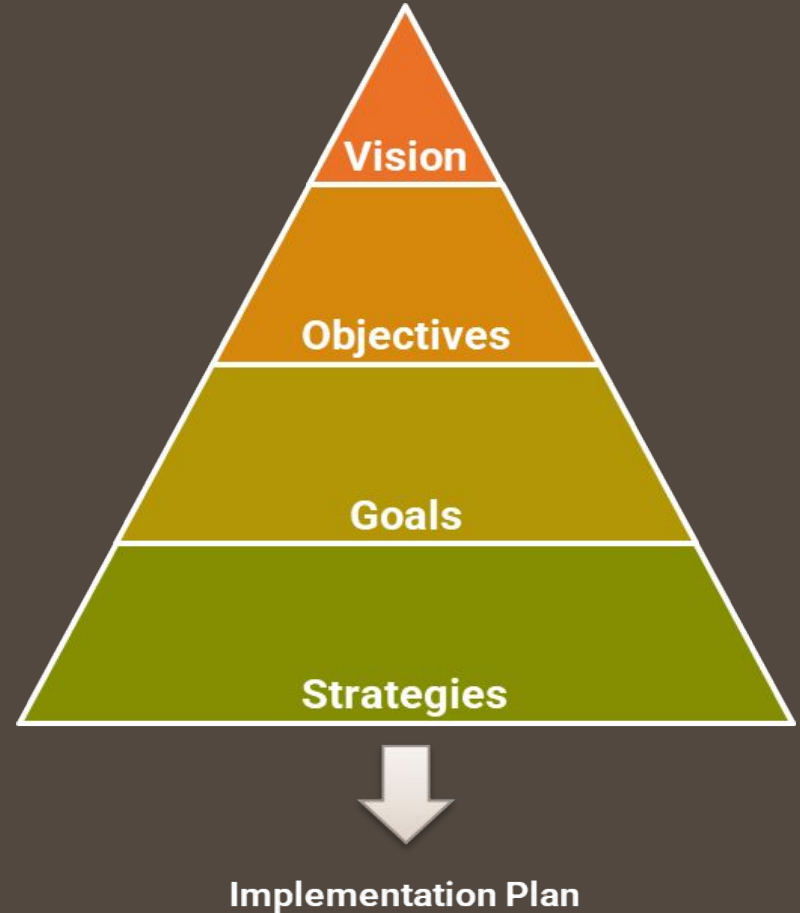 Vision
Objectives
Goals
Strategies
Implementation Plan